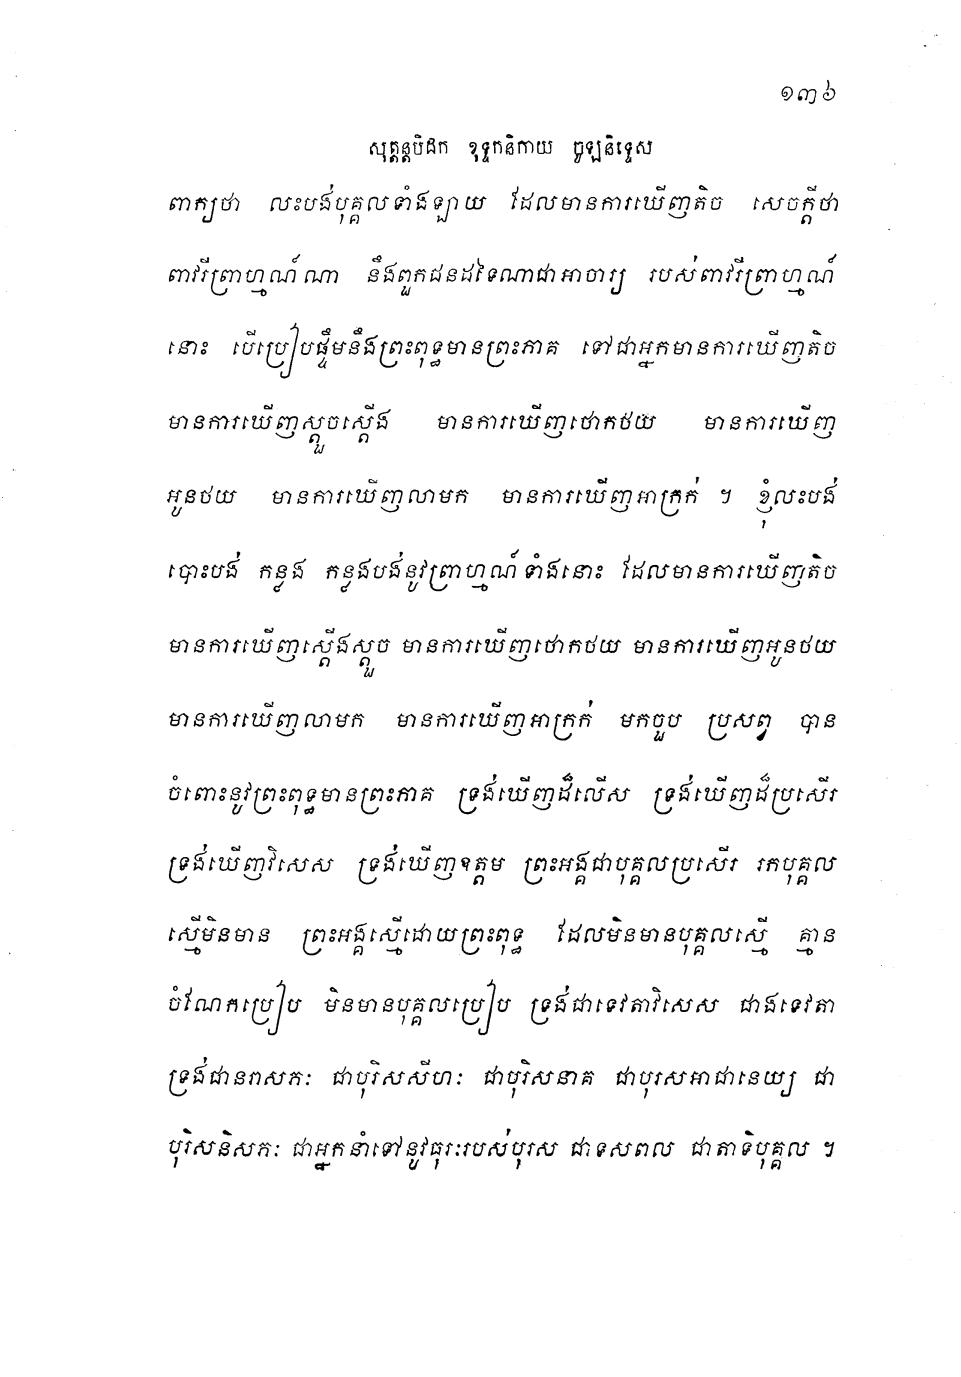 ១៣៦
សុត្តន្តបិដក ខុទ្ទកនិកាយ ចូឡនិទ្ទេស
ពាក្យថា លះបង់បុគ្គលទាំងឡាយ ដែលមានការឃើញតិច សេចក្តីថា
ពាវរីព្រាហ្មណ៍ណា នឹងពួកជនដទៃណាជាអាចារ្យ របស់ពាវរីព្រាហ្មណ៍
នោះ បើប្រៀបផ្ទឹមនឹងព្រះពុទ្ធមានព្រះភាគ ទៅជាអ្នកមានការឃើញតិច
មានការឃើញស្តួចស្តើង មានការឃើញថោកថយ មានការឃើញ
អូនថយ មានការឃើញលាមក មានការឃើញអាក្រក់ ។ ខ្ញុំលះបង់
បោះបង់ កន្លង កន្លងបង់នូវព្រាហ្មណ៍ទាំងនោះ ដែលមានការឃើញតិច
មានការឃើញស្តើងស្តួច មានការឃើញថោកថយ មានការឃើញអូនថយ
មានការឃើញលាមក មានការឃើញអាក្រក់ មកចួប ប្រសព្វ បាន
ចំពោះនូវព្រះពុទ្ធមានព្រះភាគ ទ្រង់ឃើញដ៏លើស ទ្រង់ឃើញដ៏ប្រសើរ
ទ្រង់ឃើញវិសេស ទ្រង់ឃើញឧត្តម ព្រះអង្គជាបុគ្គលប្រសើរ រកបុគ្គល
ស្មើមិនមាន ព្រះអង្គស្មើដោយព្រះពុទ្ធ ដែលមិនមានបុគ្គលស្មើ គ្មាន
ចំណែកប្រៀប មិនមានបុគ្គលប្រៀប ទ្រង់ជាទេវតាវិសេស ជាងទេវតា
ទ្រង់ជានរាសភៈ ជាបុរិសសីហៈ ជាបុរិសនាគ ជាបុរសអាជានេយ្យ ជា
បុរិសនិសភៈ ជាអ្នកនាំទៅនូវធុរៈរបស់បុរស ជាទសពល ជាតាទិបុគ្គល ។